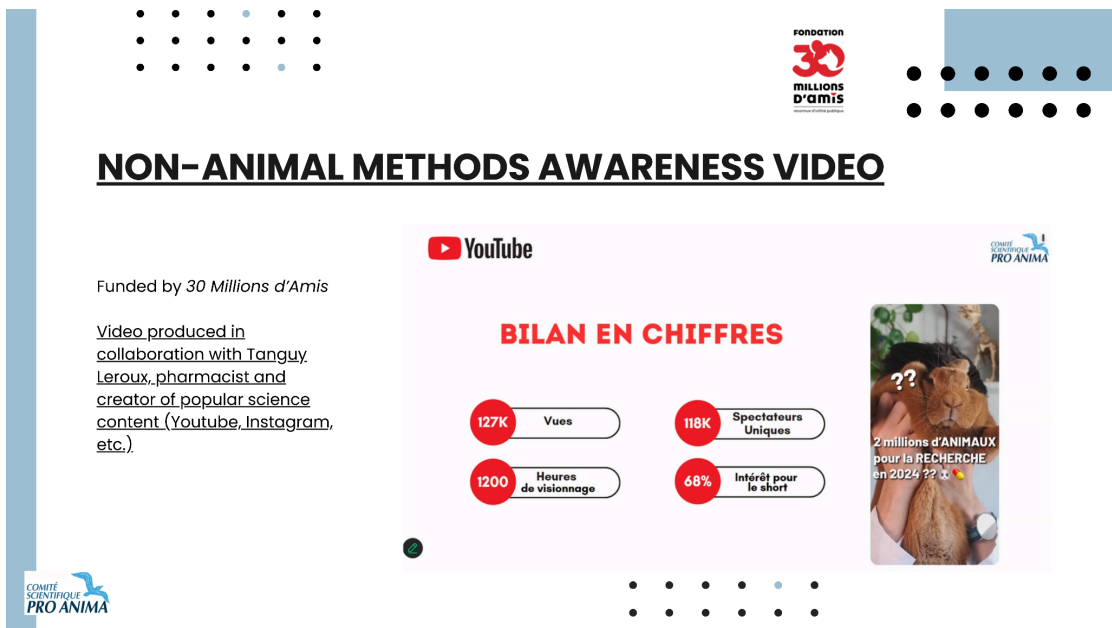 FONDATION
30
MILLIONS
D'AMIS
reconnue d'utilité publique
NON-ANIMAL METHODS AWARENESS VIDEO
Funded by 30 Millions d'Amis
Video produced in
collaboration with Tanguy
Leroux, pharmacist and
creator of popular science
content (Youtube, Instagram,
etc.)
YouTube
COMITÉ
SCIENTIFIQUE
PRO ANIMA
BILAN EN CHIFFRES
127K
Vues
118K
Spectateurs
Uniques
1200
Heures
de visionnage
68%
Intérêt pour
le short
??
2 millions d'ANIMAUX
pour la RECHERCHE
en 2024 ?? ☠️💊
COMITÉ
SCIENTIFIQUE
PRO ANIMA